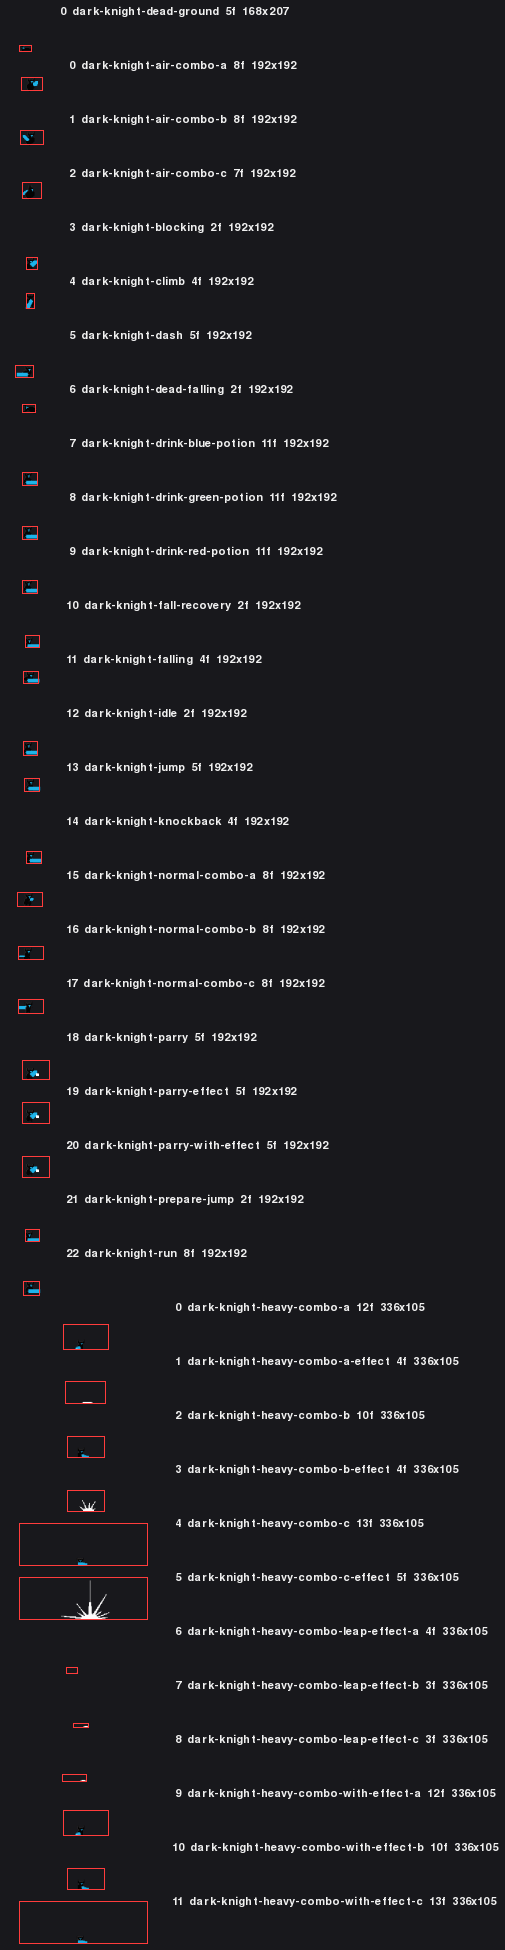 0 dark-knight-dead-ground 5f 168x207
0 dark-knight-air-combo-a 8f 192x192
1 dark-knight-air-combo-b 8f 192x192
2 dark-knight-air-combo-c 7f 192x192
3 dark-knight-blocking 2f 192x192
4 dark-knight-climb 4f 192x192
5 dark-knight-dash 5f 192x192
6 dark-knight-dead-falling 2f 192x192
7 dark-knight-drink-blue-potion 11f 192x192
8 dark-knight-drink-green-potion 11f 192x192
9 dark-knight-drink-red-potion 11f 192x192
10 dark-knight-fall-recovery 2f 192x192
11 dark-knight-falling 4f 192x192
12 dark-knight-idle 2f 192x192
13 dark-knight-jump 5f 192x192
14 dark-knight-knockback 4f 192x192
15 dark-knight-normal-combo-a 8f 192x192
16 dark-knight-normal-combo-b 8f 192x192
17 dark-knight-normal-combo-c 8f 192x192
18 dark-knight-parry 5f 192x192
19 dark-knight-parry-effect 5f 192x192
20 dark-knight-parry-with-effect 5f 192x192
21 dark-knight-prepare-jump 2f 192x192
22 dark-knight-run 8f 192x192
0 dark-knight-heavy-combo-a 12f 336x105
1 dark-knight-heavy-combo-a-effect 4f 336x105
2 dark-knight-heavy-combo-b 10f 336x105
3 dark-knight-heavy-combo-b-effect 4f 336x105
4 dark-knight-heavy-combo-c 13f 336x105
5 dark-knight-heavy-combo-c-effect 5f 336x105
6 dark-knight-heavy-combo-leap-effect-a 4f 336x105
7 dark-knight-heavy-combo-leap-effect-b 3f 336x105
8 dark-knight-heavy-combo-leap-effect-c 3f 336x105
9 dark-knight-heavy-combo-with-effect-a 12f 336x105
10 dark-knight-heavy-combo-with-effect-b 10f 336x105
11 dark-knight-heavy-combo-with-effect-c 13f 336x105